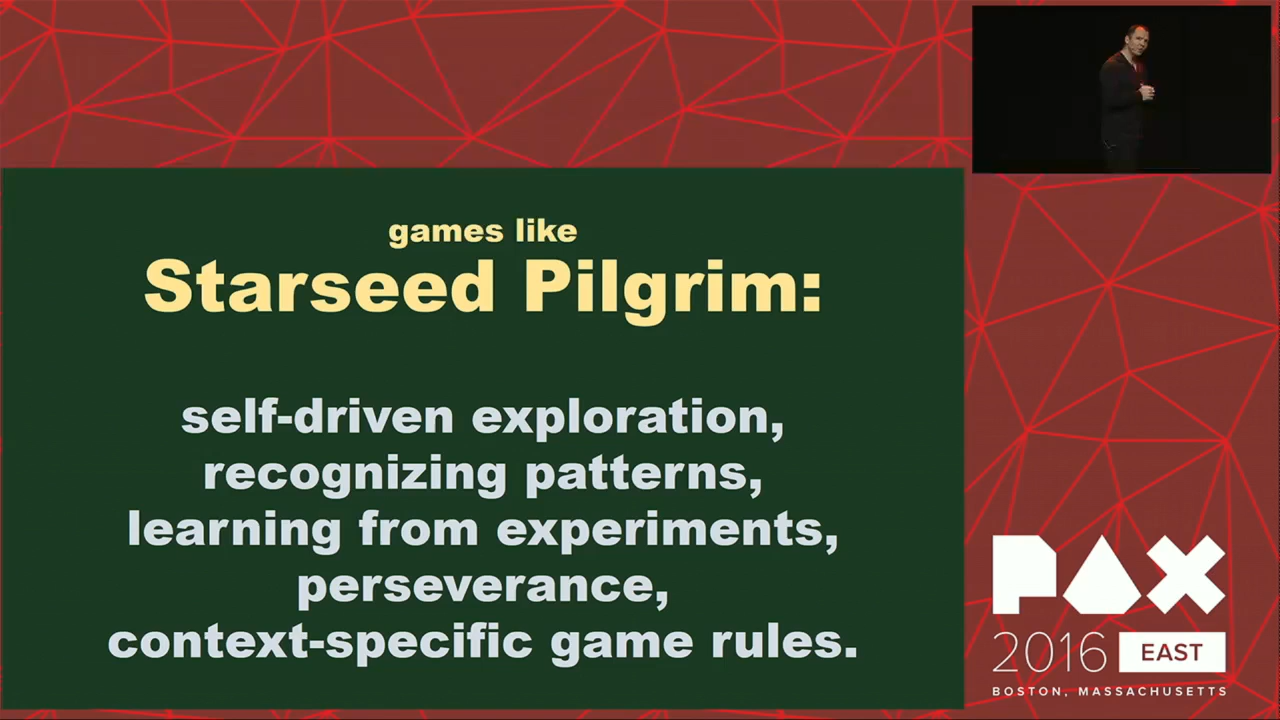 games like
Starseed Pilgrim:
self-driven exploration,
recognizing patterns,
learning from experiments,
perseverance,
context-specific game rules.
PAX
2016 EAST
BOSTON, MASSACHUSETTS